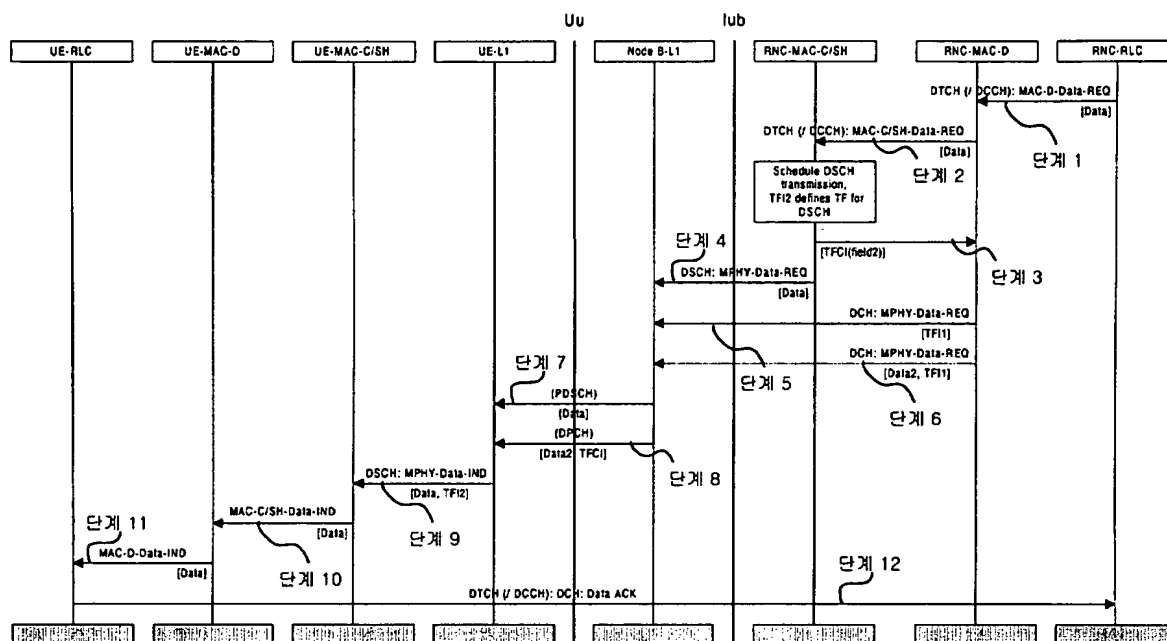 Uu
Iub
UE-RLC
UE-MAC-D
UE-MAC-C/SH
UE-L1
Node B-L1
RNC-MAC-C/SH
RNC-MAC-D
RNC-RLC
DTCH (/ DCCH): MAC-D-Data-REQ
[Data]
단계 1
DTCH (/ DCCH): MAC-C/SH-Data-REQ
[Data]
단계 2
Schedule DSCH
transmission,
TFI2 defines TF for
DSCH
[TFCI(field2)]
단계 3
단계 4
DSCH: MPHY-Data-REQ
[Data]
DCH: MPHY-Data-REQ
[TFI1]
단계 5
DCH: MPHY-Data-REQ
[Data2, TFI1]
단계 6
단계 7
(PDSCH)
[Data]
(DPCH)
[Data2, TFCI]
단계 8
DSCH: MPHY-Data-IND
[Data, TFI2]
단계 9
MAC-C/SH-Data-IND
[Data]
단계 10
단계 11
MAC-D-Data-IND
[Data]
단계 12
DTCH (/ DCCH): DCH: Data ACK